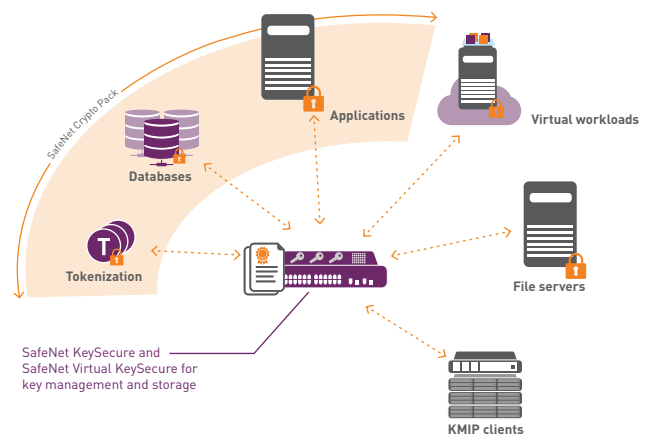 SafeNet Crypto Pack
Applications
Virtual workloads
Databases
T
Tokenization
File servers
SafeNet KeySecure and
SafeNet Virtual KeySecure for
key management and storage
KMIP clients